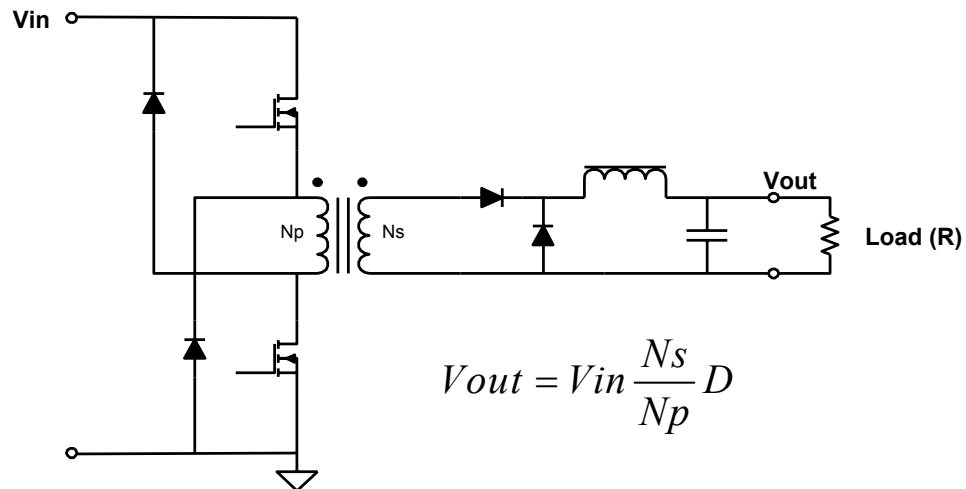 Vin
Np
Ns
Vout
Load (R)
Vout = Vin Ns/Np D